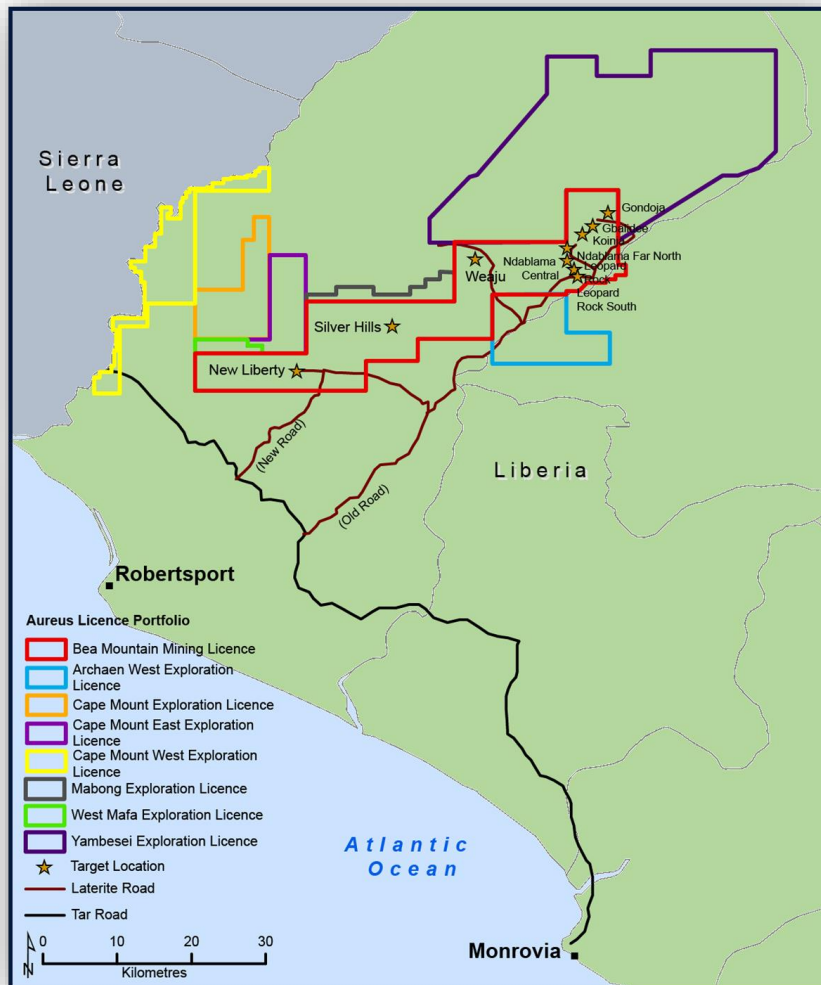 Sierra
Leone
Gondoja
Gbalidee
Koinja
Ndablama Far North
Ndablama
Central
Leopard
Rock
Leopard
Rock South
Weaju
Silver Hills
New Liberty
(New Road)
(Old Road)
Liberia
Robertsport
Aureus Licence Portfolio
Bea Mountain Mining Licence
Archaen West Exploration
Licence
Cape Mount Exploration Licence
Cape Mount East Exploration
Licence
Cape Mount West Exploration
Licence
Mabong Exploration Licence
West Mafa Exploration Licence
Yambesei Exploration Licence
Target Location
Laterite Road
Tar Road
0 10 20 30
Kilometres
N
Atlantic
Ocean
Monrovia